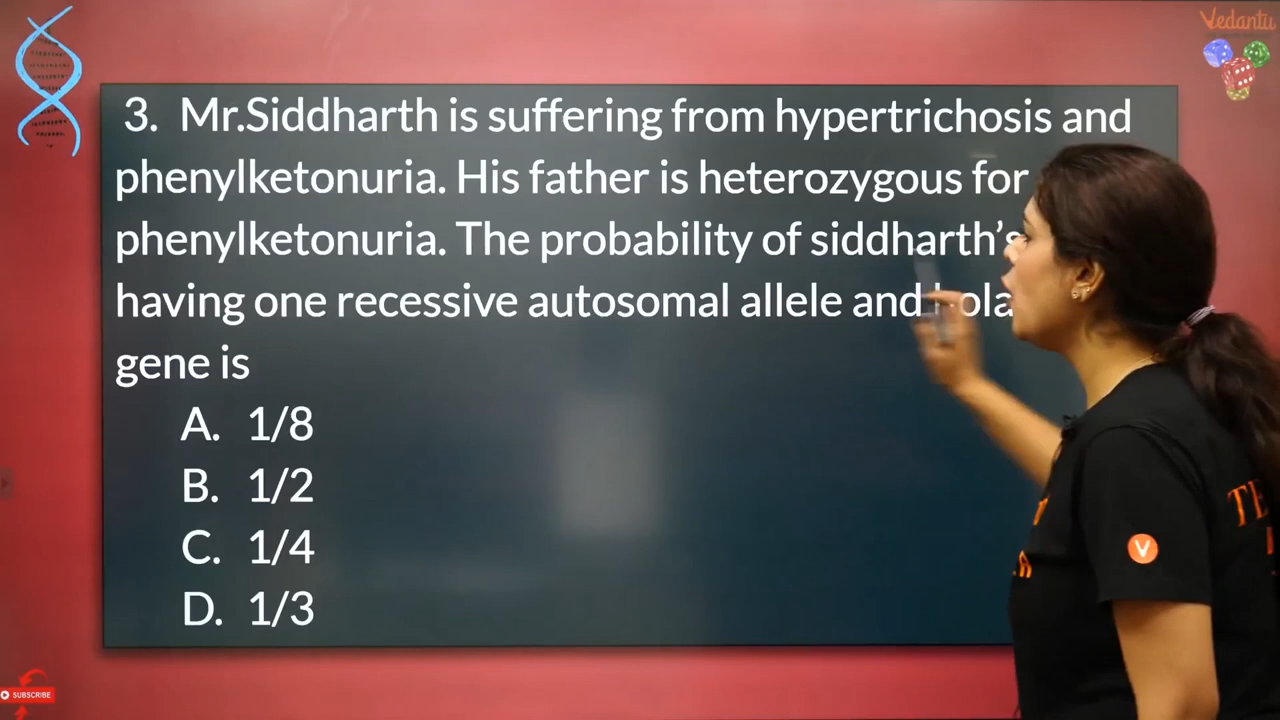 Vedantu
3. Mr.Siddharth is suffering from hypertrichosis and
phenylketonuria. His father is heterozygous for
phenylketonuria. The probability of siddharth's
having one recessive autosomal allele and
gene is
A. 1/8
B. 1/2
C. 1/4
D. 1/3
TE
V
SUBSCRIBE